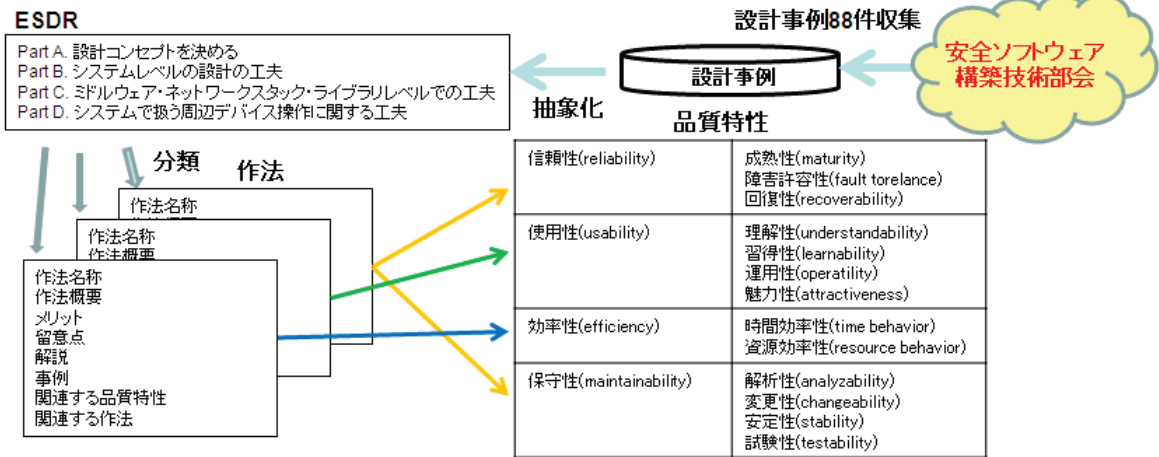 ESDR
設計事例88件収集
Part A. 設計コンセプトを決める
Part B. システムレベルの設計の工夫
Part C. ミドルウェア・ネットワークスタック・ライブラリレベルでの工夫
Part D. システムで扱う周辺デバイス操作に関する工夫
設計事例
安全ソフトウェア
構築技術部会
抽象化
品質特性
分類
作法
作法名称
作法名称
作法概要
作法名称
作法概要
メリット
留意点
解説
事例
関連する品質特性
関連する作法
信頼性(reliability)
成熟性(maturity)
障害許容性(fault torelance)
回復性(recoverability)
使用性(usability)
理解性(understandability)
習得性(learnability)
運用性(operatility)
魅力性(attractiveness)
効率性(efficiency)
時間効率性(time behavior)
資源効率性(resource behavior)
保守性(maintainability)
解析性(analyzability)
変更性(changeability)
安定性(stability)
試験性(testability)